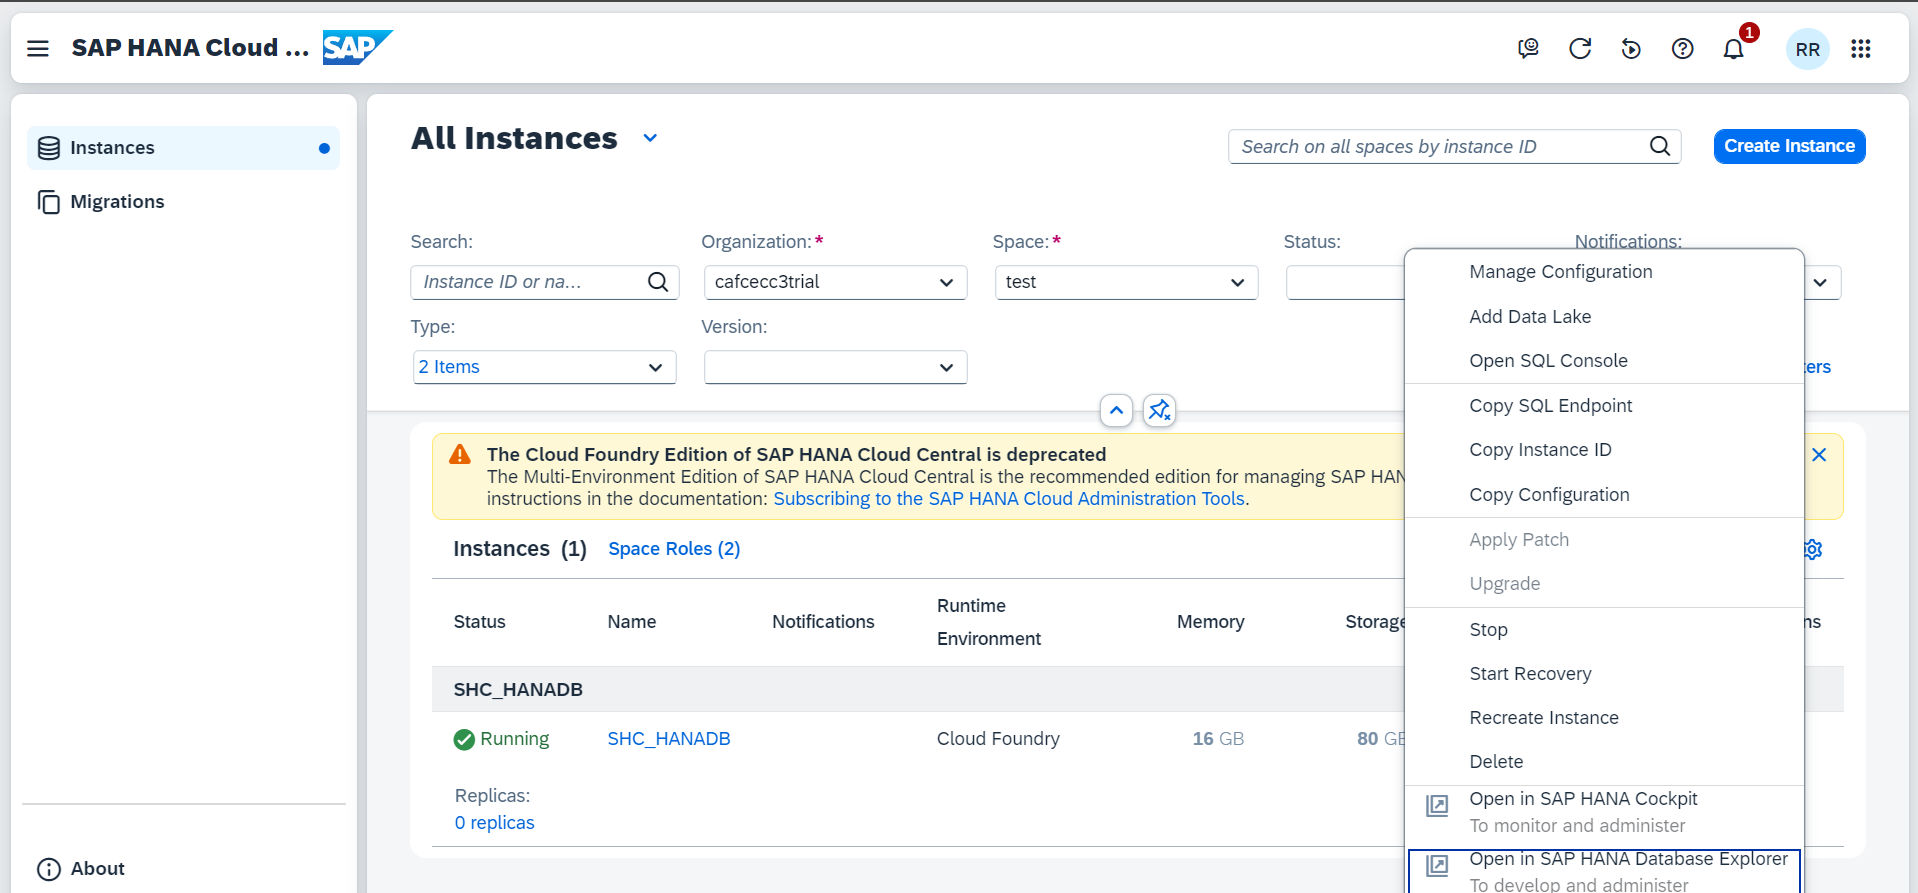 SAP HANA Cloud ...
SAP
1
RR
Instances
Migrations
About
All Instances
Search on all spaces by instance ID
Create Instance
Search:
Organization:*
Space:*
Status:
Notifications:
Instance ID or na...
cafcecc3trial
test
Type:
Version:
2 Items
The Cloud Foundry Edition of SAP HANA Cloud Central is deprecated
The Multi-Environment Edition of SAP HANA Cloud Central is the recommended edition for managing SAP HAN
instructions in the documentation: Subscribing to the SAP HANA Cloud Administration Tools.
Instances (1)
Space Roles (2)
Status
Name
Notifications
Runtime
Environment
Memory
Storage
SHC_HANADB
Running
SHC_HANADB
Cloud Foundry
16 GB
80 GB
Replicas:
0 replicas
Manage Configuration
Add Data Lake
Open SQL Console
Copy SQL Endpoint
Copy Instance ID
Copy Configuration
Apply Patch
Upgrade
Stop
Start Recovery
Recreate Instance
Delete
Open in SAP HANA Cockpit
To monitor and administer
Open in SAP HANA Database Explorer
To develop and administer